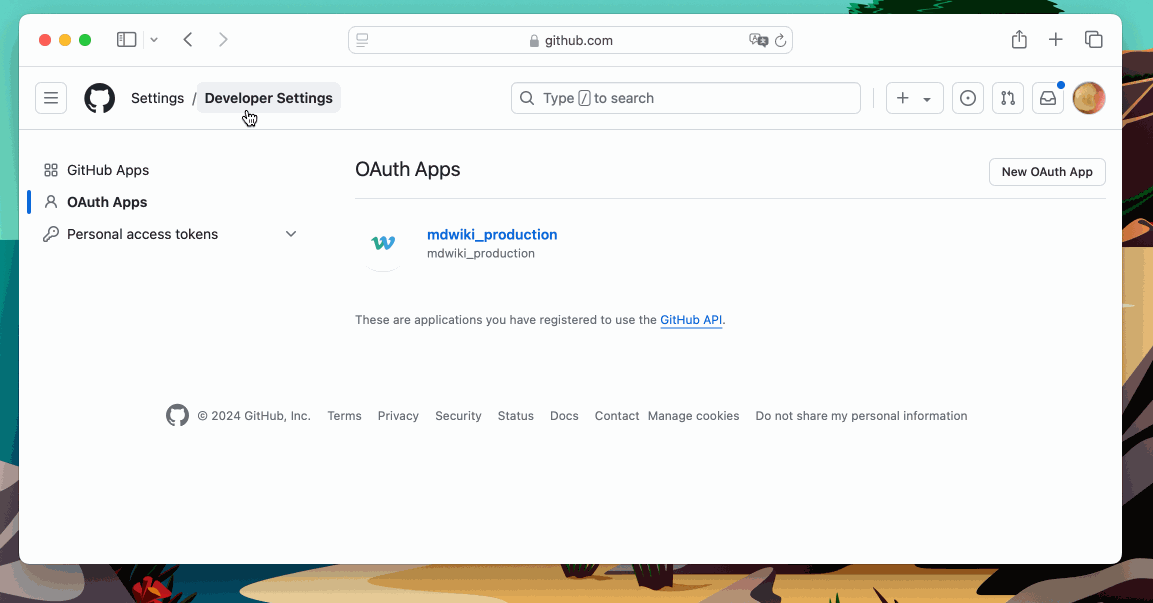 github.com
Settings / Developer Settings
Type / to search
GitHub Apps
OAuth Apps
Personal access tokens
OAuth Apps
New OAuth App
mdwiki_production
mdwiki_production
These are applications you have registered to use the GitHub API.
© 2024 GitHub, Inc. Terms Privacy Security Status Docs Contact Manage cookies Do not share my personal information